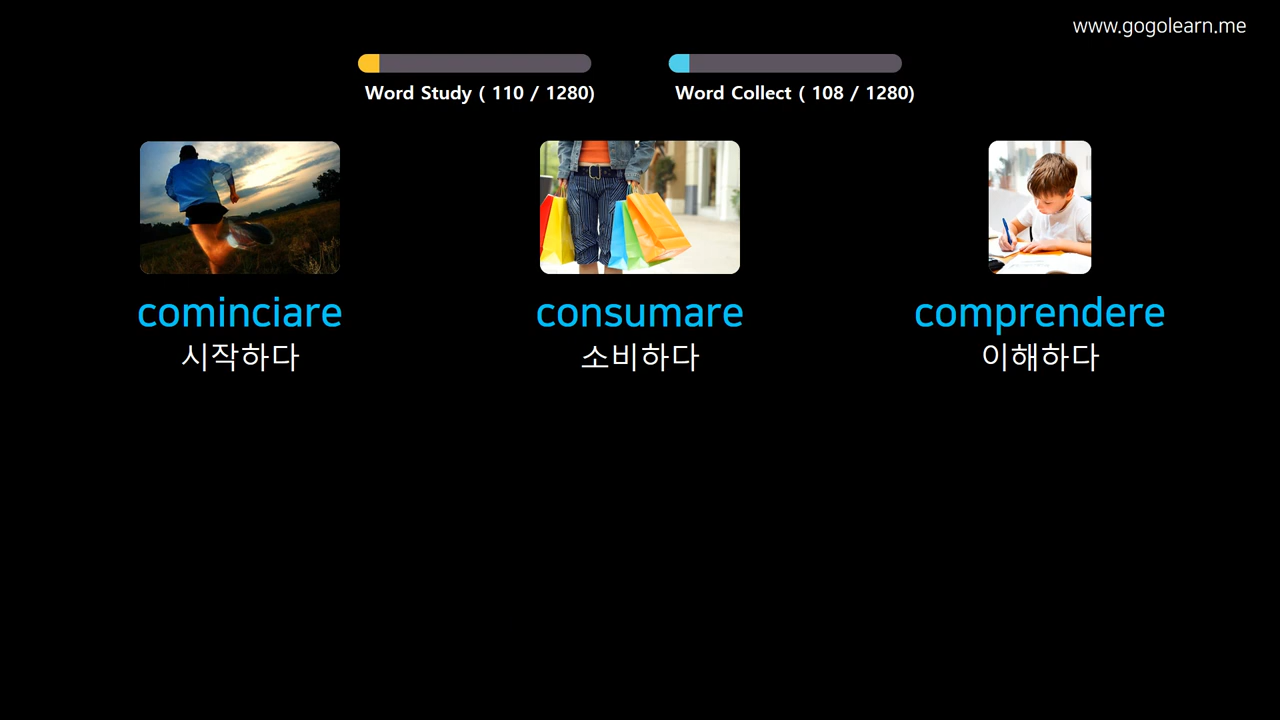 www.gogolearn.me
Word Study ( 110 / 1280)
Word Collect ( 108 / 1280)
cominciare
consumare
comprendere
시작하다
소비하다
이해하다